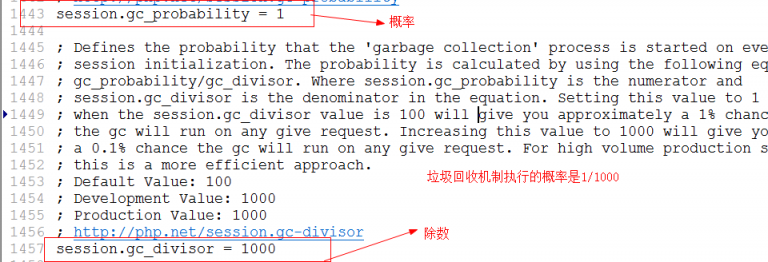 1443 session.gc_probability = 1
概率
1444
1445 ; Defines the probability that the 'garbage collection' process is started on eve
1446 ; session initialization. The probability is calculated by using the following eq
1447 ; gc_probability/gc_divisor. Where session.gc_probability is the numerator and
1448 ; session.gc_divisor is the denominator in the equation. Setting this value to 1
1449 ; when the session.gc_divisor value is 100 will give you approximately a 1% chanc
1450 ; the gc will run on any give request. Increasing this value to 1000 will give yo
1451 ; a 0.1% chance the gc will run on any give request. For high volume production s
1452 ; this is a more efficient approach.
1453 ; Default Value: 100
垃圾回收机制执行的概率是1/1000
1454 ; Development Value: 1000
1455 ; Production Value: 1000
1456 ; http://php.net/session.gc-divisor
除数
1457 session.gc_divisor = 1000